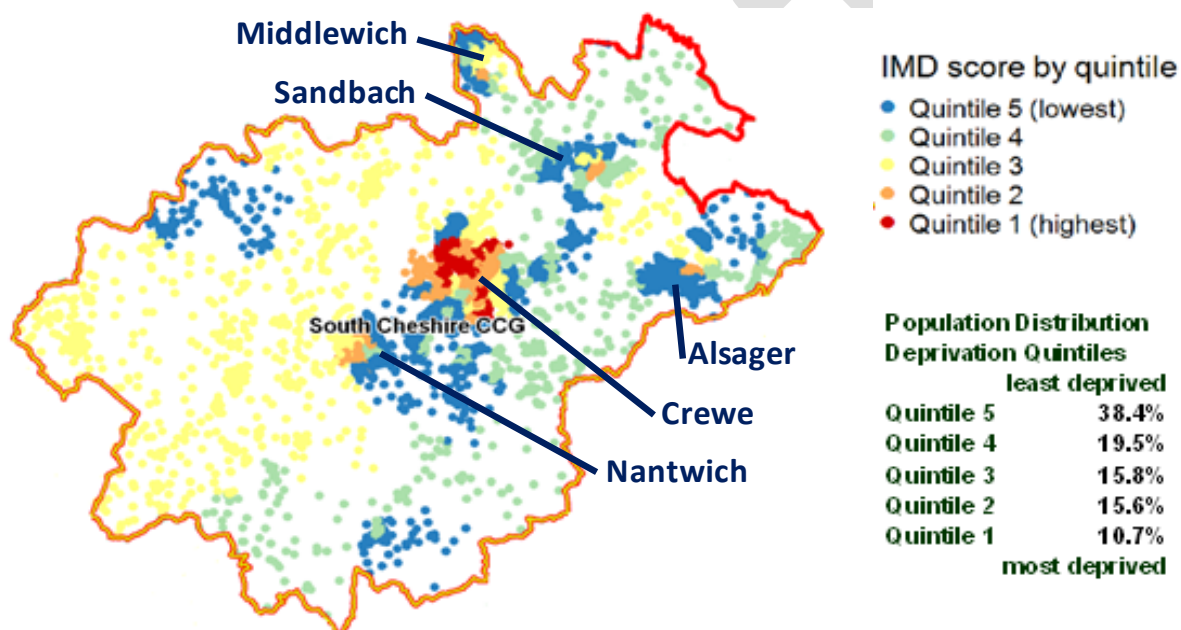 Middlewich
Sandbach
South Cheshire CCG
Alsager
Crewe
Nantwich
IMD score by quintile
Quintile 5 (lowest)
Quintile 4
Quintile 3
Quintile 2
Quintile 1 (highest)
Population Distribution
Deprivation Quintiles
least deprived
Quintile 5 38.4%
Quintile 4 19.5%
Quintile 3 15.8%
Quintile 2 15.6%
Quintile 1 10.7%
most deprived